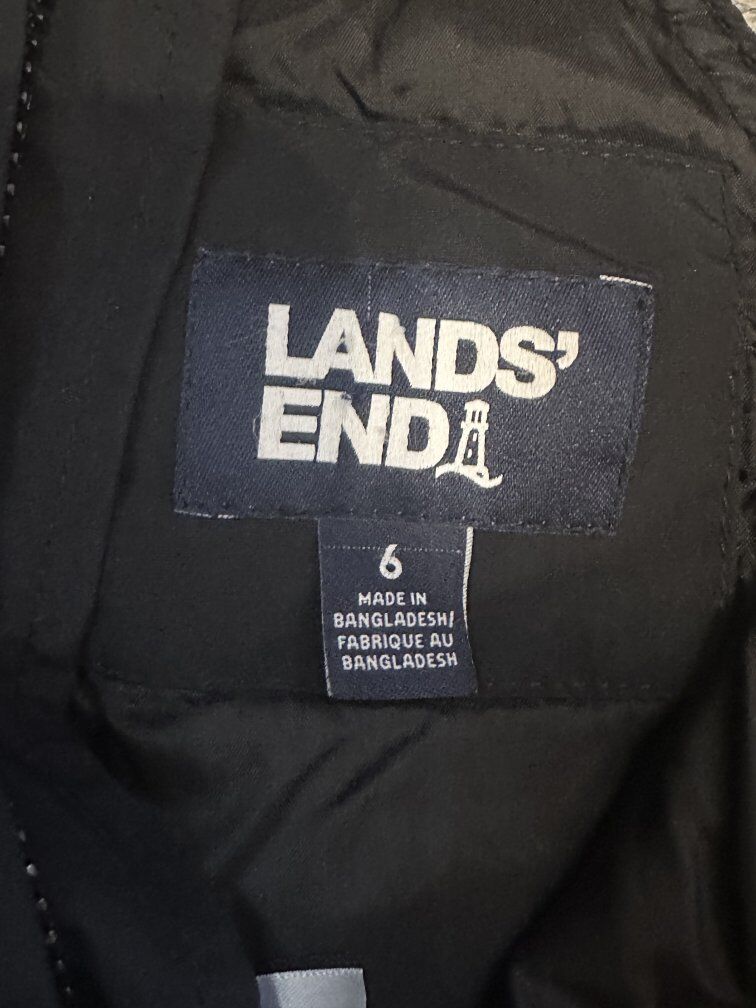 LANDS'
END
6
MADE IN
BANGLADESH/
FABRIQUE AU
BANGLADESH